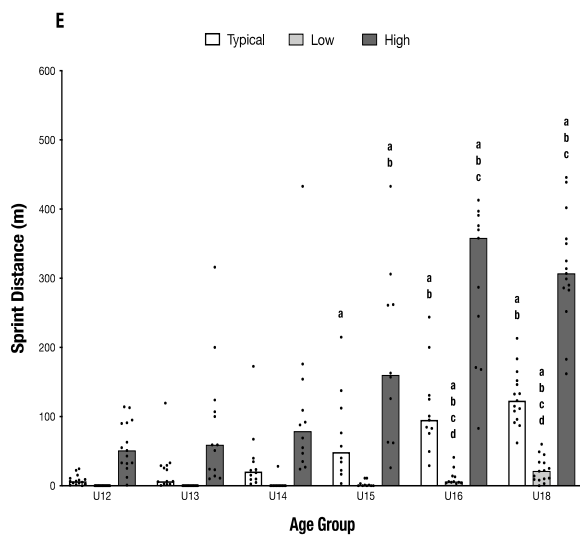 E
Typical Low High
600
500
400
300
200
100
0
Sprint Distance (m)
a
a
b
a
b
a
b
c
d
a
b
c
a
b
a
b
c
d
a
b
c
U12 U13 U14 U15 U16 U18
Age Group